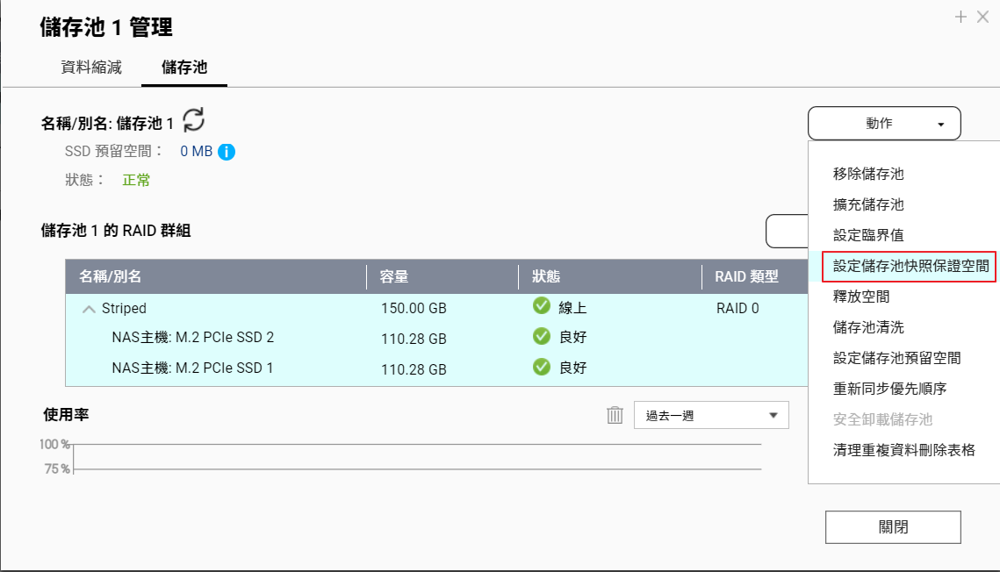 儲存池 1 管理
資料縮減 儲存池
名稱/別名: 儲存池 1
動作
SSD 預留空間： 0 MB i
狀態： 正常
移除儲存池
擴充儲存池
設定臨界值
設定儲存池快照保證空間
釋放空間
儲存池清洗
設定儲存池預留空間
重新同步優先順序
安全卸載儲存池
清理重複資料刪除表格
儲存池 1 的 RAID 群組
名稱/別名 容量 狀態 RAID 類型
Striped 150.00 GB 線上 RAID 0
NAS主機: M.2 PCIe SSD 2 110.28 GB 良好
NAS主機: M.2 PCIe SSD 1 110.28 GB 良好
使用率 過去一週
100 %
75 %
關閉